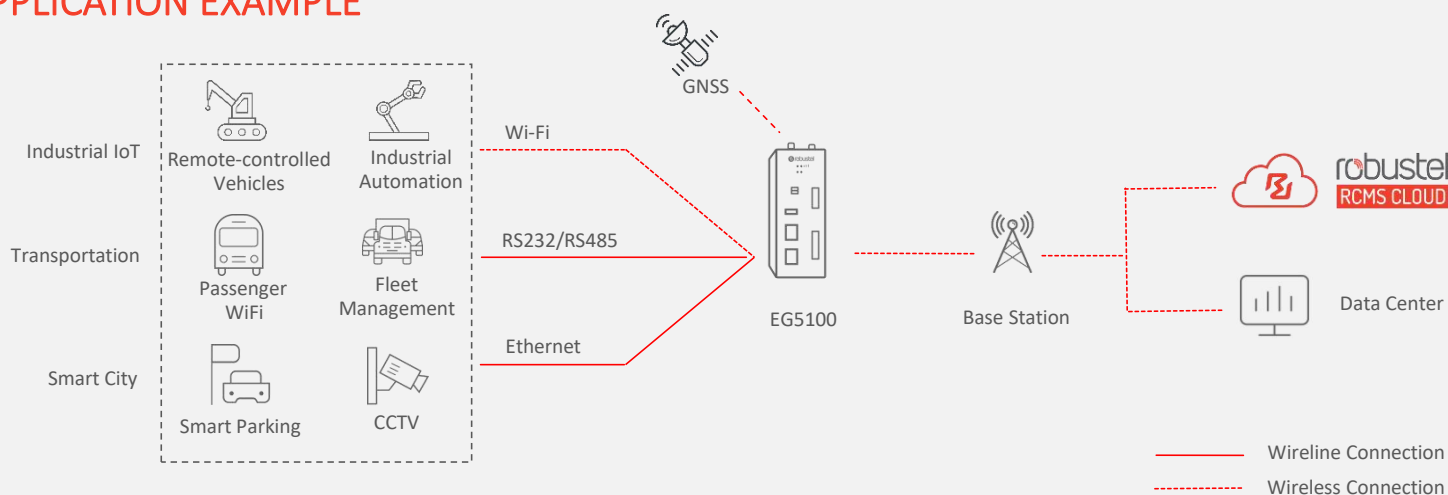 PPLICATION EXAMPLE
GNSS
Industrial IoT
Remote-controlled
Vehicles
Industrial
Automation
Wi-Fi
robustel
robustel
RCMS CLOUD
Transportation
Passenger
WiFi
Fleet
Management
RS232/RS485
EG5100
Base Station
Data Center
Smart City
Smart Parking
CCTV
Ethernet
Wireline Connection
Wireless Connection